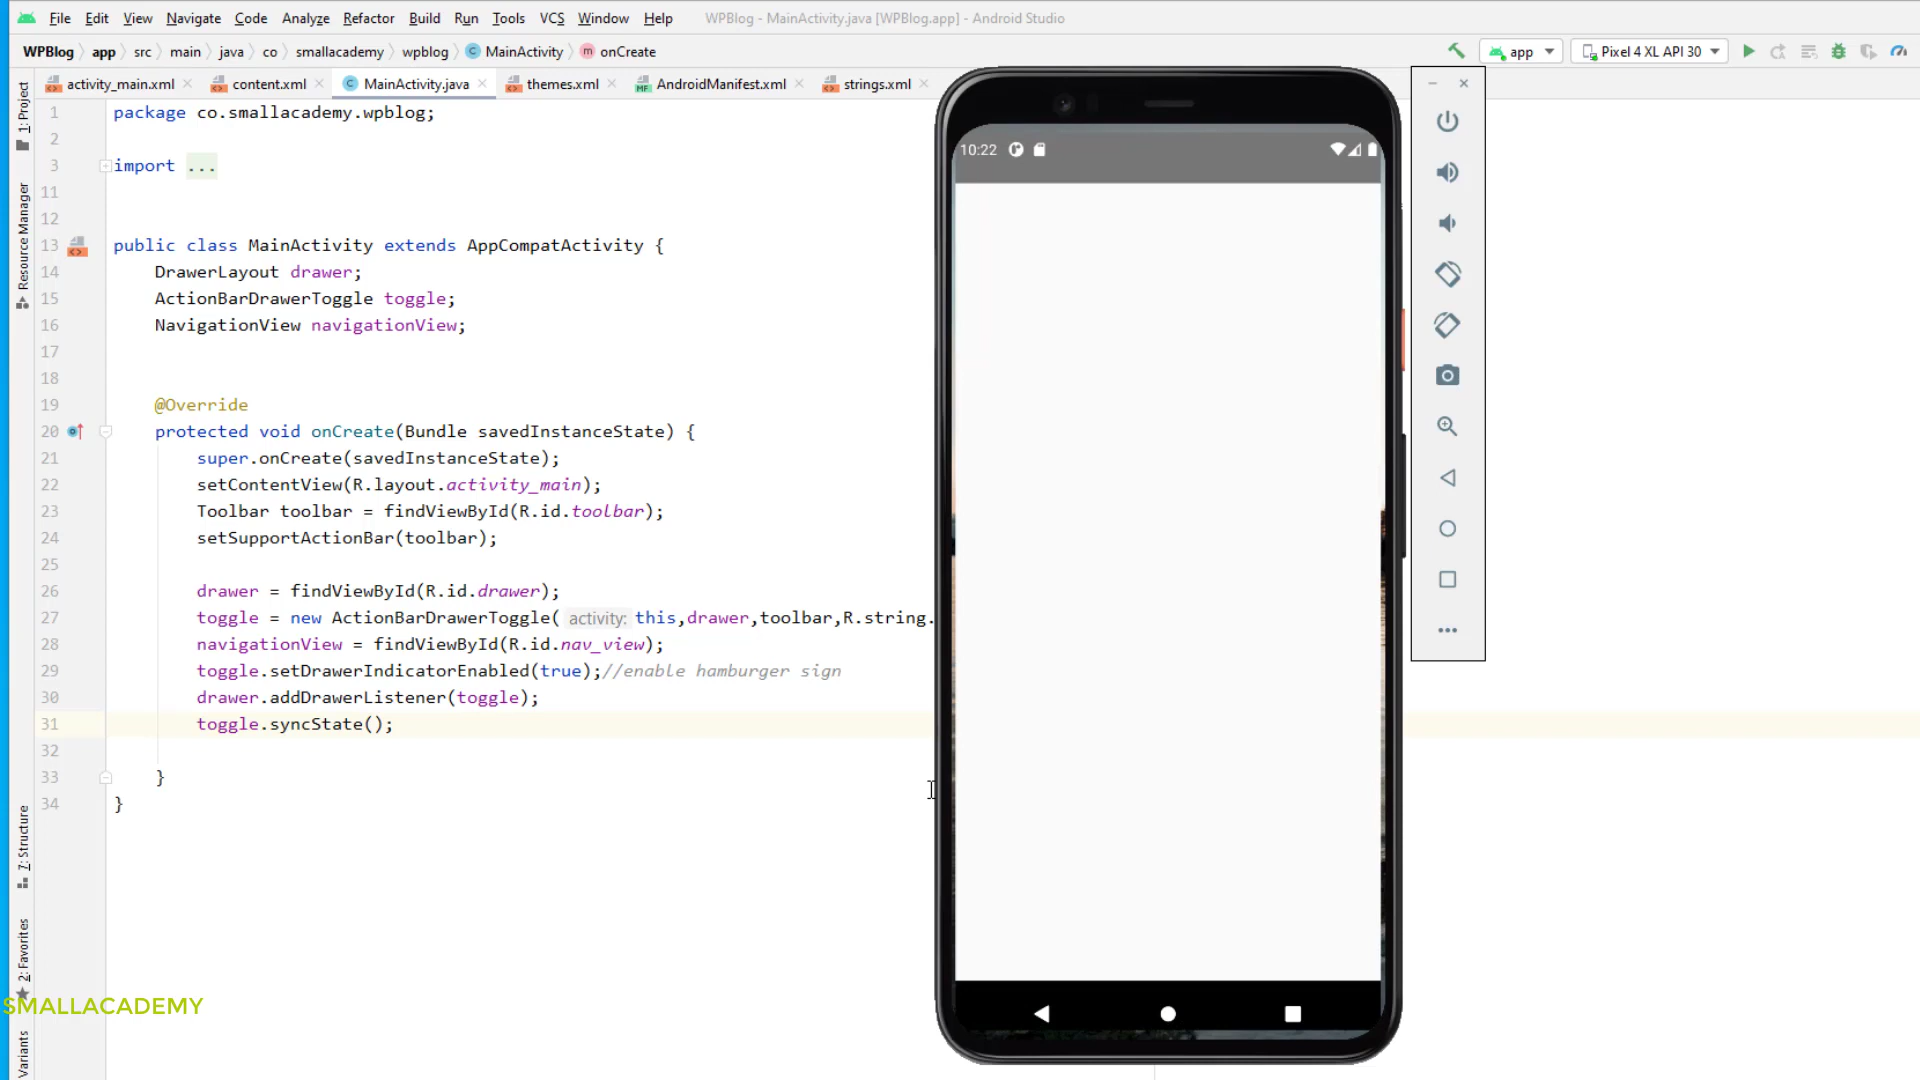 File Edit View Navigate Code Analyze Refactor Build Run Tools VCS Window Help WPBlog - MainActivity.java [WPBlog.app] - Android Studio
WPBlog app src main java co smallacademy wpblog C MainActivity m onCreate app Pixel 4 XL API 30
activity_main.xml content.xml C MainActivity.java themes.xml MF AndroidManifest.xml strings.xml
1: Project
Resource Manager
7: Structure
2: Favorites
Variants
1 package co.smallacademy.wpblog;
2
3 import ...
11
12
13 public class MainActivity extends AppCompatActivity {
14 DrawerLayout drawer;
15 ActionBarDrawerToggle toggle;
16 NavigationView navigationView;
17
18
19 @Override
20 protected void onCreate(Bundle savedInstanceState) {
21 super.onCreate(savedInstanceState);
22 setContentView(R.layout.activity_main);
23 Toolbar toolbar = findViewById(R.id.toolbar);
24 setSupportActionBar(toolbar);
25
26 drawer = findViewById(R.id.drawer);
27 toggle = new ActionBarDrawerToggle( activity: this,drawer,toolbar,R.string.
28 navigationView = findViewById(R.id.nav_view);
29 toggle.setDrawerIndicatorEnabled(true);//enable hamburger sign
30 drawer.addDrawerListener(toggle);
31 toggle.syncState();
32
33 }
34 }
10:22
SMALLACADEMY